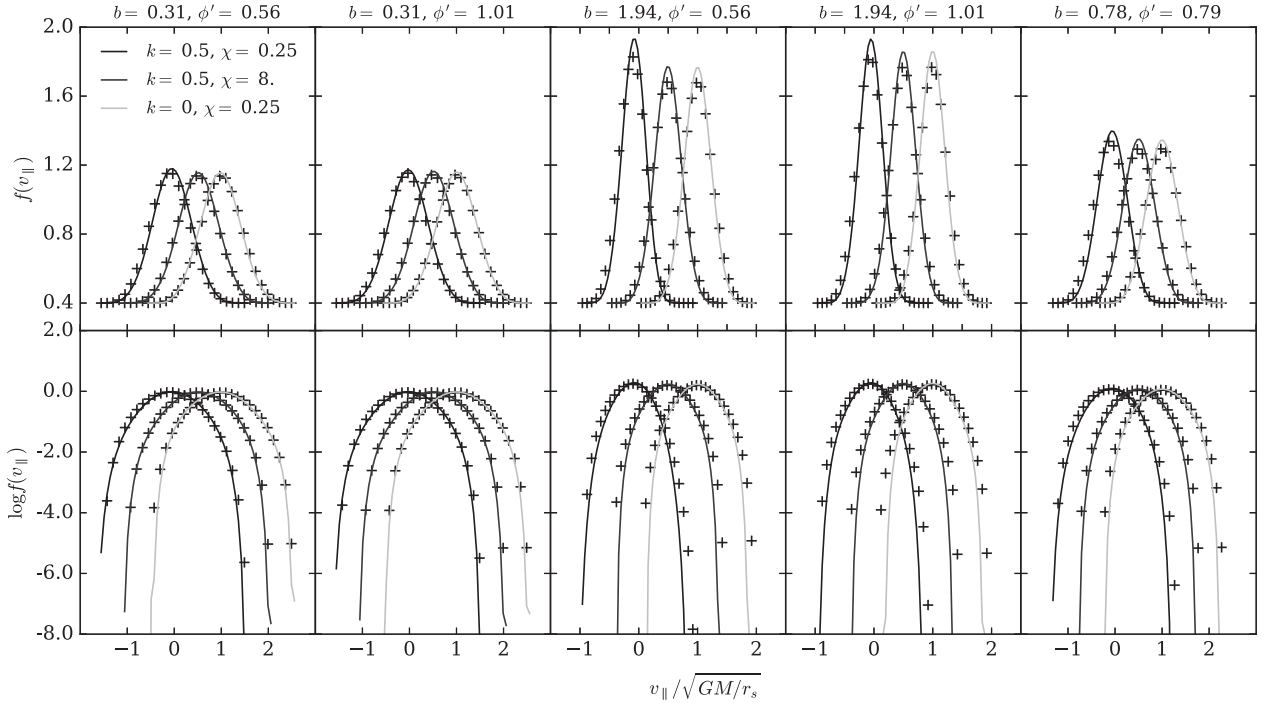 b = 0.31, ϕ′ = 0.56
b = 0.31, ϕ′ = 1.01
b = 1.94, ϕ′ = 0.56
b = 1.94, ϕ′ = 1.01
b = 0.78, ϕ′ = 0.79
2.0
1.6
1.2
0.8
0.4
f(v∥)
k = 0.5, χ = 0.25
k = 0.5, χ = 8.
k = 0, χ = 0.25
2.0
0.0
-2.0
-4.0
-6.0
-8.0
log f(v∥)
−1 0 1 2
−1 0 1 2
−1 0 1 2
−1 0 1 2
−1 0 1 2
v∥/√GM/rs